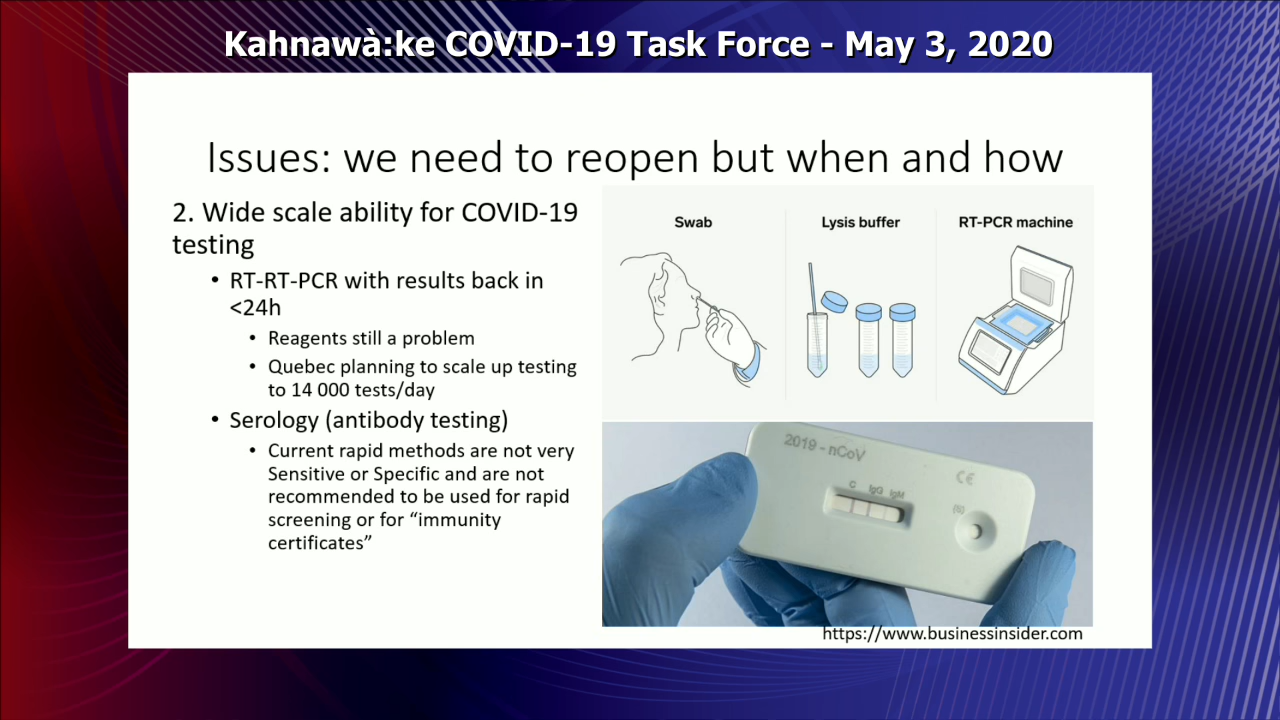 Kahnawà:ke COVID-19 Task Force - May 3, 2020
Issues: we need to reopen but when and how
2. Wide scale ability for COVID-19
testing
• RT-RT-PCR with results back in
<24h
• Reagents still a problem
• Quebec planning to scale up testing
to 14 000 tests/day
• Serology (antibody testing)
• Current rapid methods are not very
Sensitive or Specific and are not
recommended to be used for rapid
screening or for “immunity
certificates”
Swab
Lysis buffer
RT-PCR machine
2019 - nCoV
CE
C IgG IgM
(S)
https://www.businessinsider.com